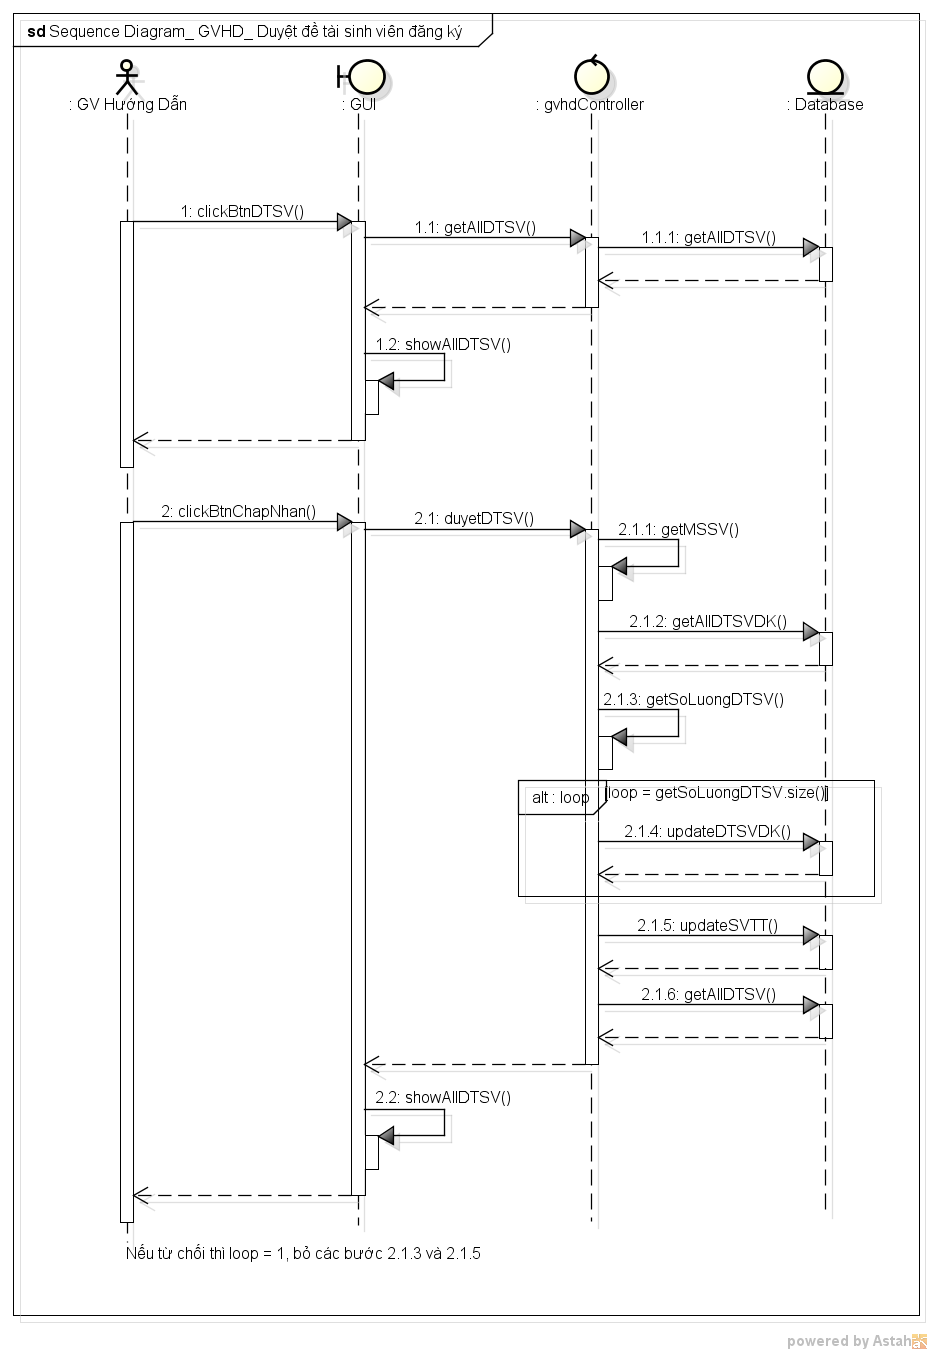 sd Sequence Diagram_ GVHD_ Duyệt đề tài sinh viên đăng ký
: GV Hướng Dẫn
: GUI
: gvhdController
: Database
1: clickBtnDTSV()
1.1: getAllDTSV()
1.1.1: getAllDTSV()
1.2: showAllDTSV()
2: clickBtnChapNhan()
2.1: duyetDTSV()
2.1.1: getMSSV()
2.1.2: getAllDTSVDK()
2.1.3: getSoLuongDTSV()
alt : loop
[loop = getSoLuongDTSV.size()]
2.1.4: updateDTSVDK()
2.1.5: updateSVTT()
2.1.6: getAllDTSV()
2.2: showAllDTSV()
Nếu từ chối thì loop = 1, bỏ các bước 2.1.3 và 2.1.5
powered by Astah